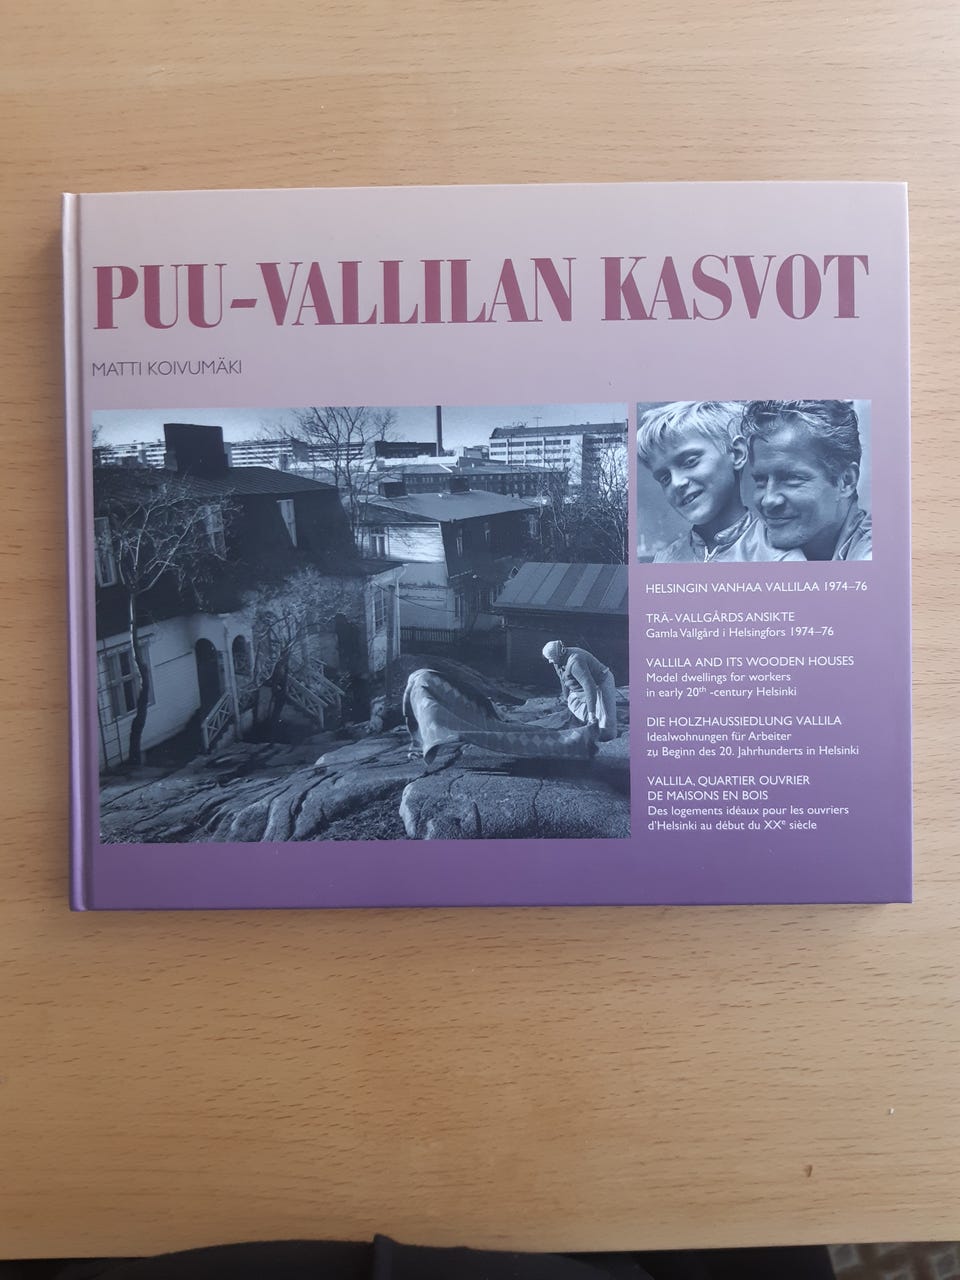 PUU-VALLILAN KASVOT
MATTI KOIVUMÄKI
HELSINGIN VANHAA VALLILAA 1974–76
TRÄ-VALLGÅRDS ANSIKTE
Gamla Vallgård i Helsingfors 1974–76
VALLILA AND ITS WOODEN HOUSES
Model dwellings for workers
in early 20th -century Helsinki
DIE HOLZHAUSSIEDLUNG VALLILA
Idealwohnungen für Arbeiter
zu Beginn des 20. Jahrhunderts in Helsinki
VALLILA, QUARTIER OUVRIER
DE MAISONS EN BOIS
Des logements idéaux pour les ouvriers
d'Helsinki au début du XXe siècle